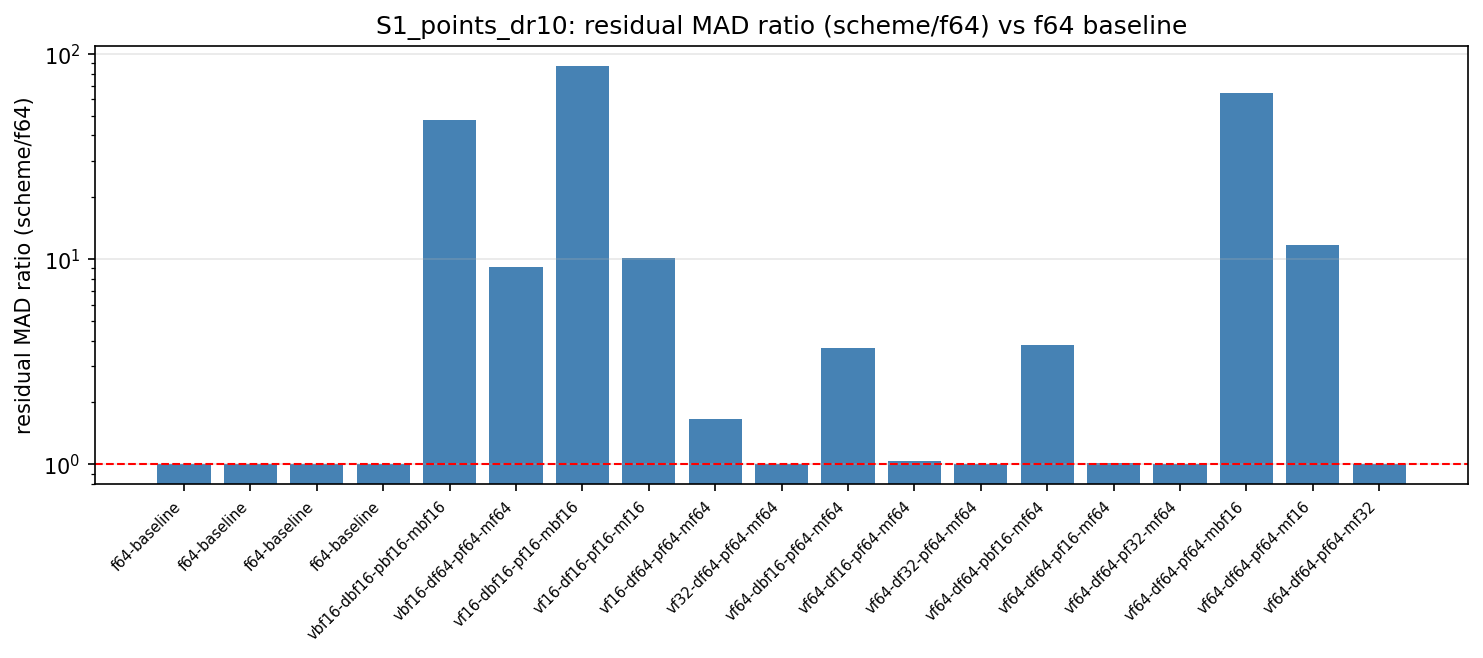 S1_points_dr10: residual MAD ratio (scheme/f64) vs f64 baseline
residual MAD ratio (scheme/f64)
10²
10¹
10⁰
f64-baseline
f64-baseline
f64-baseline
f64-baseline
vbf16-dbf16-pbf16-mbf16
vbf16-df64-pf64-mf64
vf16-dbf16-pf16-mbf16
vf16-df16-pf16-mf16
vf16-df64-pf64-mf64
vf32-df64-pf64-mf64
vf64-dbf16-pf64-mf64
vf64-df16-pf64-mf64
vf64-df32-pf64-mf64
vf64-df64-pbf16-mf64
vf64-df64-pf16-mf64
vf64-df64-pf32-mf64
vf64-df64-pf64-mbf16
vf64-df64-pf64-mf16
vf64-df64-pf64-mf32